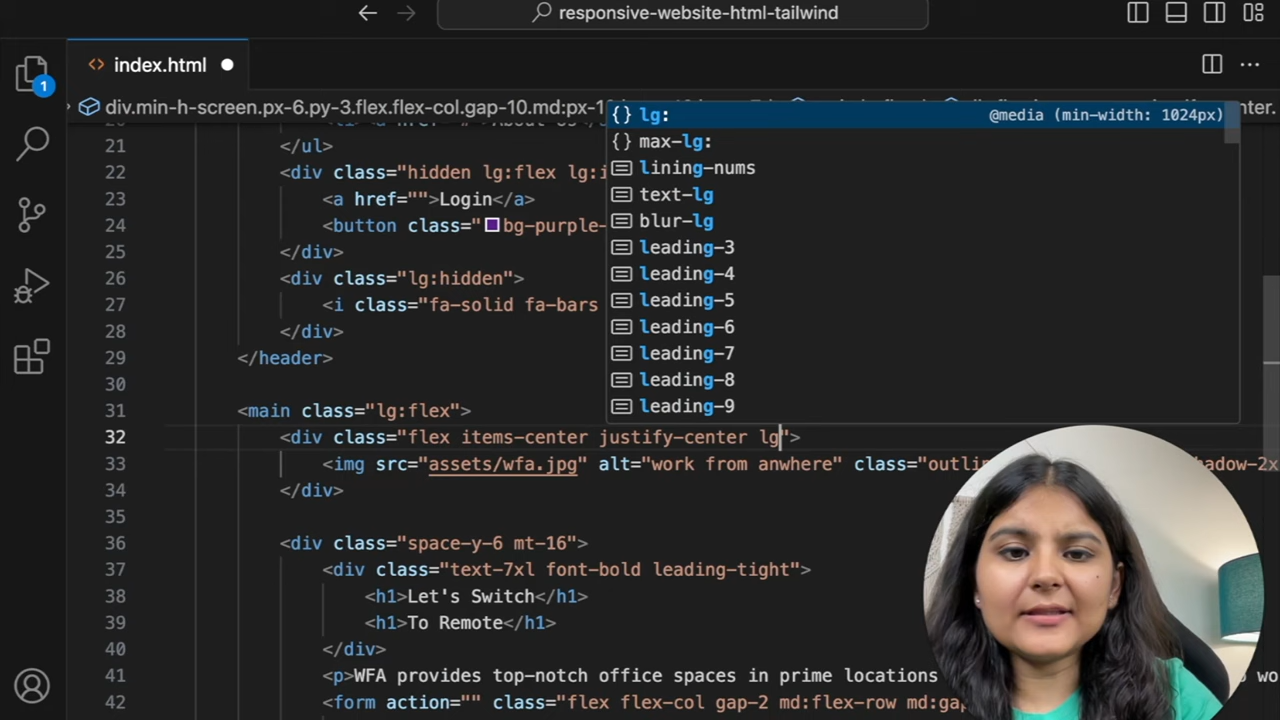 responsive-website-html-tailwind
index.html
1
div.min-h-screen.px-6.py-3.flex.flex-col.gap-10.md:px-1
lg:
@media (min-width: 1024px)
max-lg:
lining-nums
text-lg
blur-lg
leading-3
leading-4
leading-5
leading-6
leading-7
leading-8
leading-9
21 </ul>
22 <div class="hidden lg:flex lg:i
23 <a href="">Login</a>
24 <button class="bg-purple-
25 </div>
26 <div class="lg:hidden">
27 <i class="fa-solid fa-bars
28 </div>
29 </header>
30
31 <main class="lg:flex">
32 <div class="flex items-center justify-center lg">
33 <img src="assets/wfa.jpg" alt="work from anwhere" class="outlin
34 </div>
35
36 <div class="space-y-6 mt-16">
37 <div class="text-7xl font-bold leading-tight">
38 <h1>Let's Switch</h1>
39 <h1>To Remote</h1>
40 </div>
41 <p>WFA provides top-notch office spaces in prime locations
42 <form action="" class="flex flex-col gap-2 md:flex-row md:gap